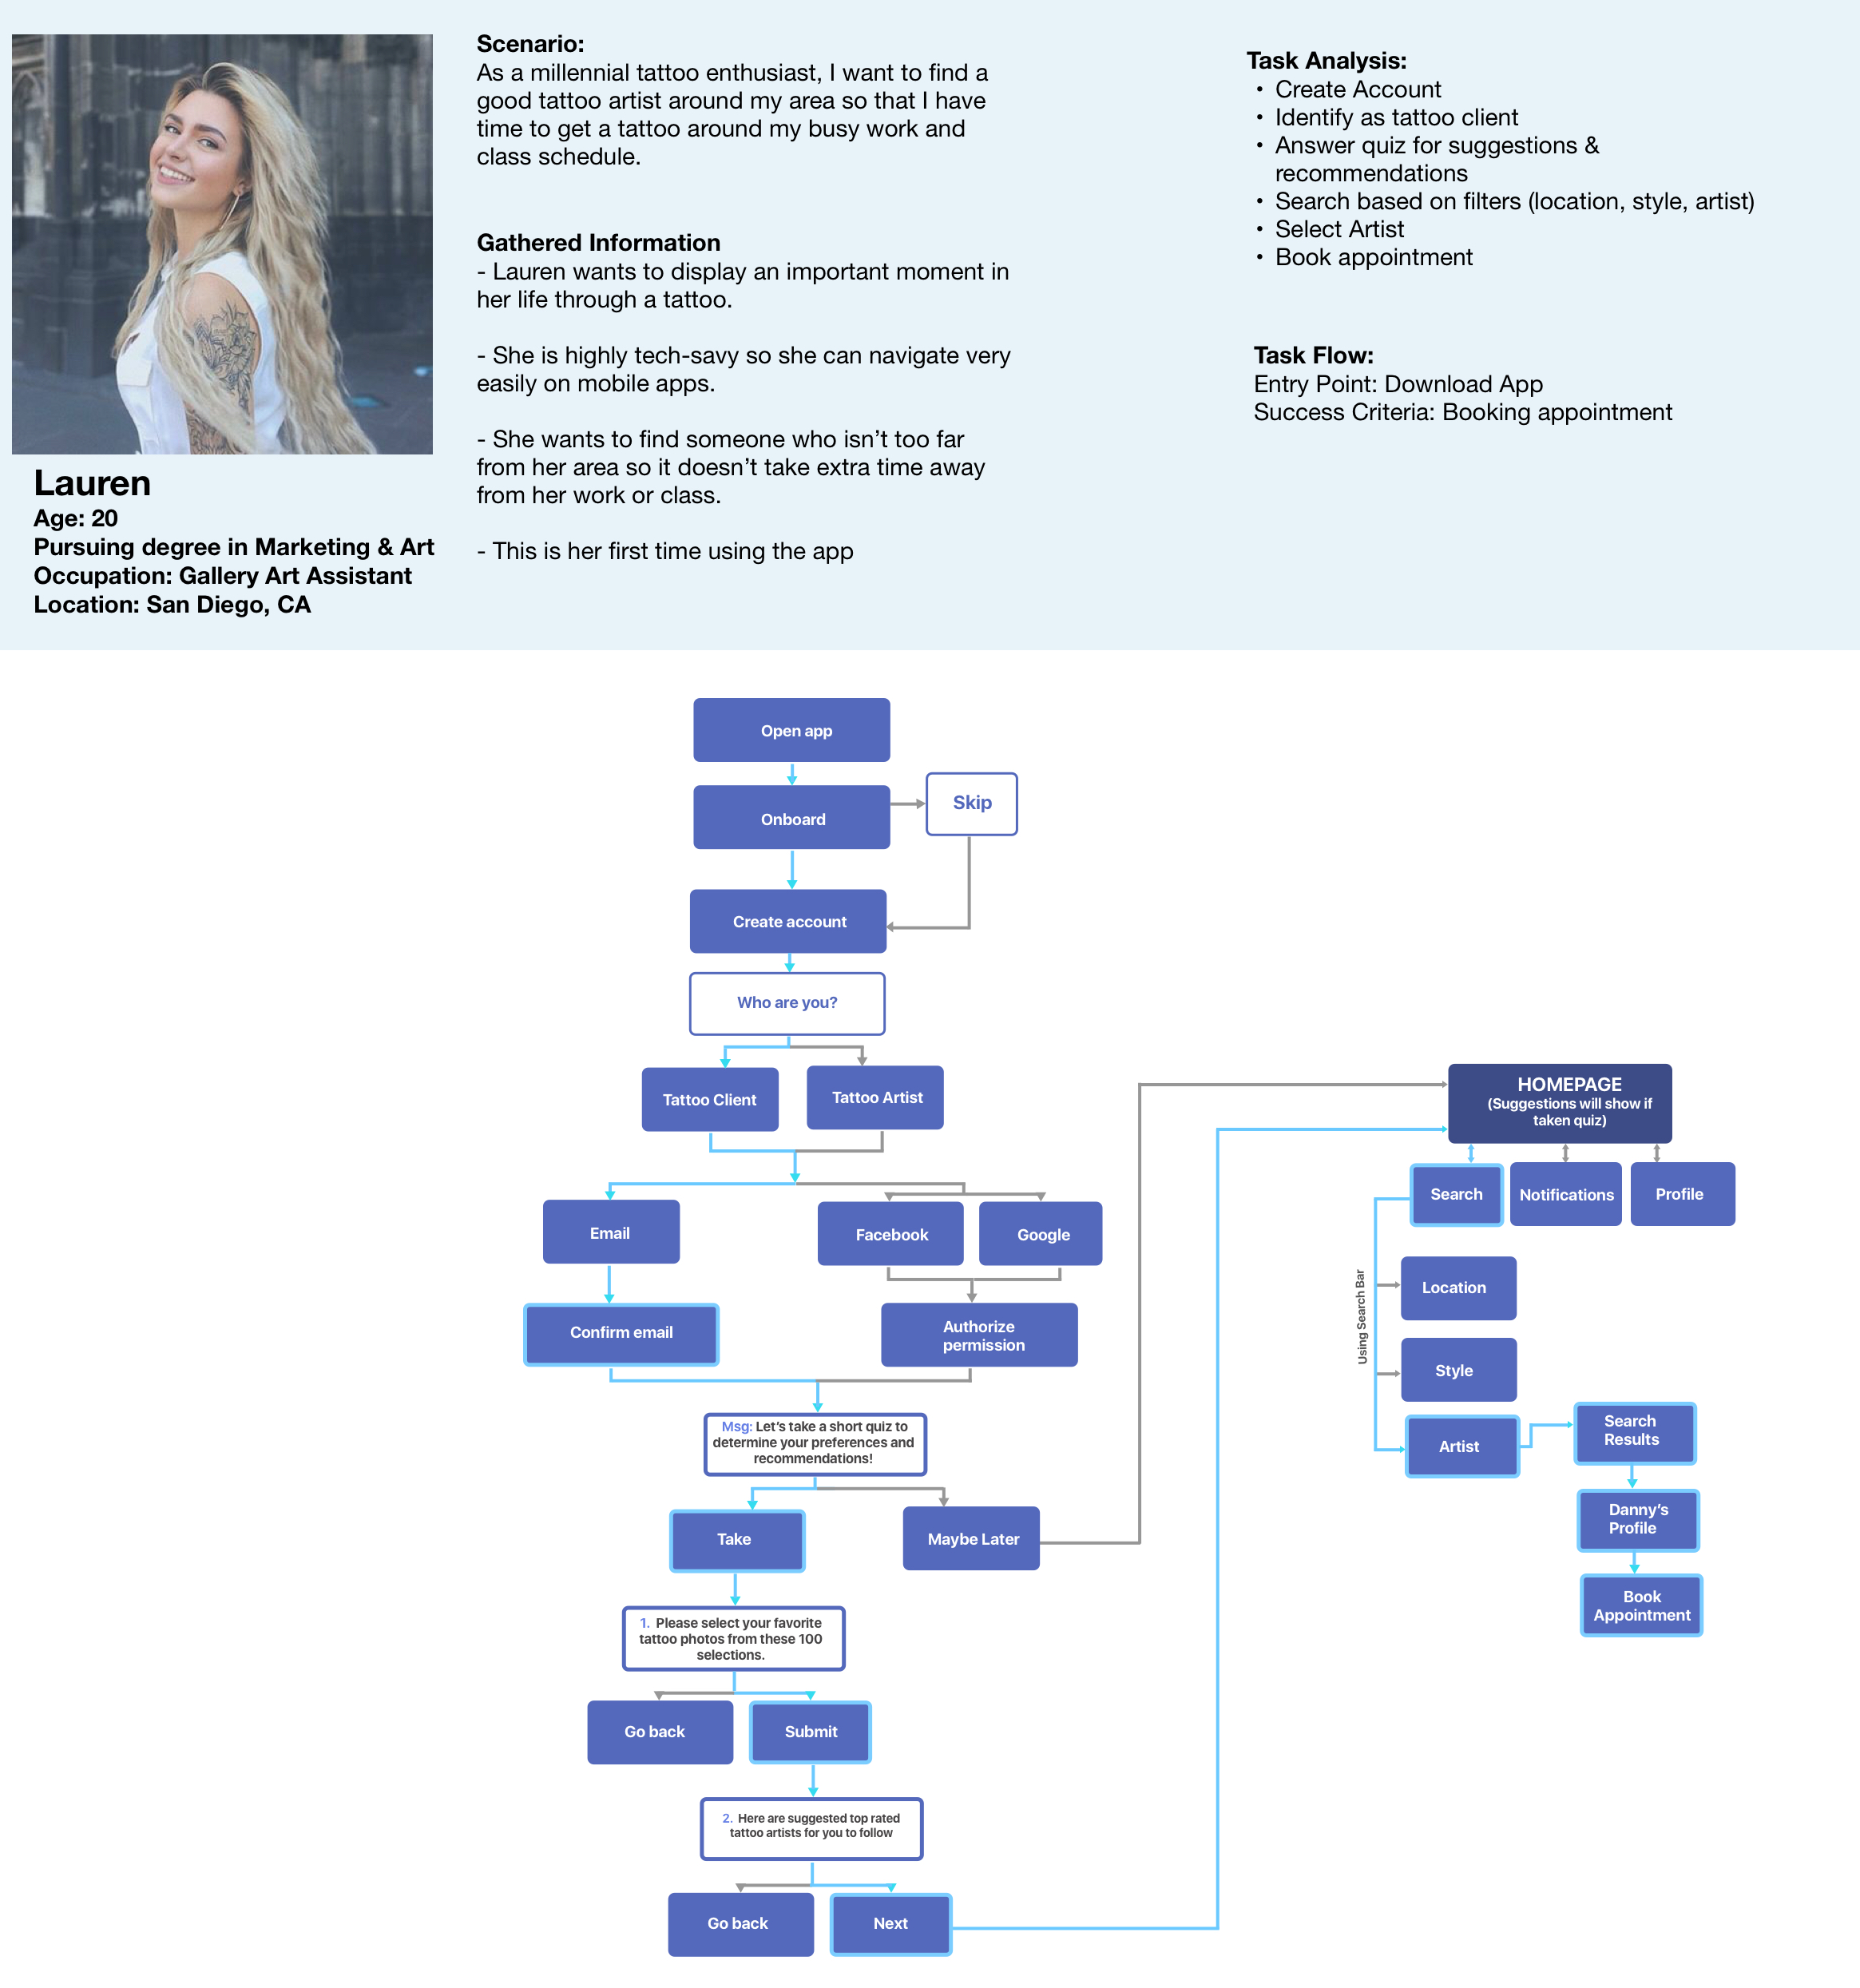 Lauren
Age: 20
Pursuing degree in Marketing & Art
Occupation: Gallery Art Assistant
Location: San Diego, CA
Scenario:
As a millennial tattoo enthusiast, I want to find a
good tattoo artist around my area so that I have
time to get a tattoo around my busy work and
class schedule.
Gathered Information
- Lauren wants to display an important moment in
her life through a tattoo.
- She is highly tech-savy so she can navigate very
easily on mobile apps.
- She wants to find someone who isn’t too far
from her area so it doesn’t take extra time away
from her work or class.
- This is her first time using the app
Task Analysis:
• Create Account
• Identify as tattoo client
• Answer quiz for suggestions &
recommendations
• Search based on filters (location, style, artist)
• Select Artist
• Book appointment
Task Flow:
Entry Point: Download App
Success Criteria: Booking appointment
Open app
Onboard
Skip
Create account
Who are you?
Tattoo Client
Tattoo Artist
Email
Facebook
Google
Confirm email
Authorize
permission
Msg: Let’s take a short quiz to
determine your preferences and
recommendations!
Take
Maybe Later
1. Please select your favorite
tattoo photos from these 100
selections.
Go back
Submit
2. Here are suggested top rated
tattoo artists for you to follow
Go back
Next
HOMEPAGE
(Suggestions will show if
taken quiz)
Search
Notifications
Profile
Using Search Bar
Location
Style
Artist
Search
Results
Danny’s
Profile
Book
Appointment